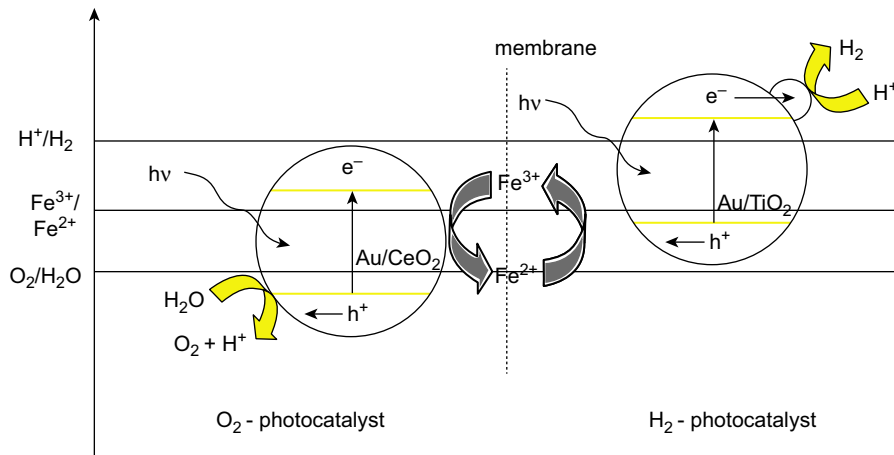 membrane
H₂
e⁻
H⁺
hν
H⁺/H₂
e⁻
hν
Fe³⁺
Fe³⁺/
Fe²⁺
Au/TiO₂
h⁺
Au/CeO₂
Fe²⁺
O₂/H₂O
H₂O
h⁺
O₂ + H⁺
O₂ - photocatalyst
H₂ - photocatalyst